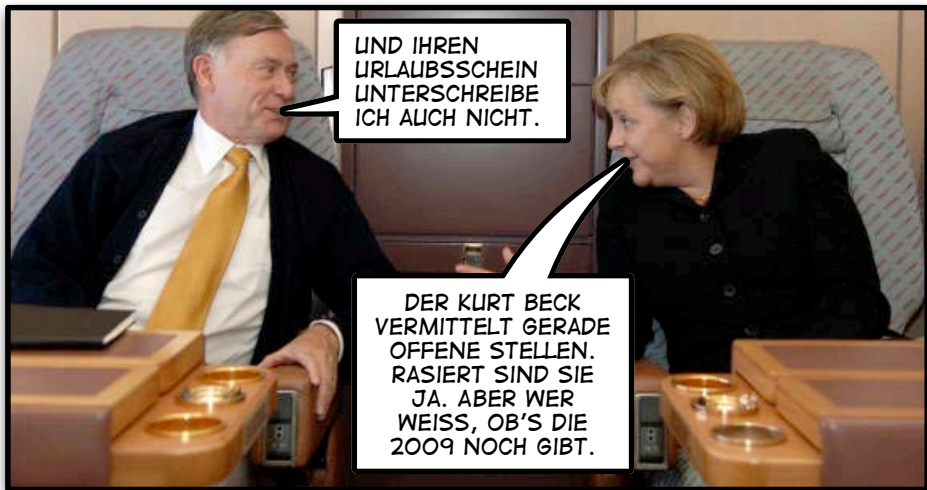 UND IHREN
URLAUBSSCHEIN
UNTERSCHREIBE
ICH AUCH NICHT.
DER KURT BECK
VERMITTELT GERADE
OFFENE STELLEN.
RASIERT SIND SIE
JA. ABER WER
WEISS, OB'S DIE
2009 NOCH GIBT.